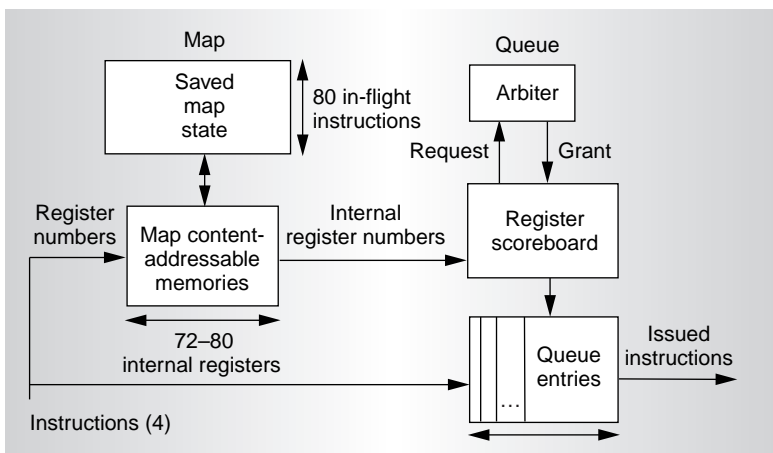 Map
Saved
map
state
80 in-flight
instructions
Register
numbers
Map content-
addressable
memories
Internal
register numbers
72–80
internal registers
Instructions (4)
Queue
Arbiter
Request
Grant
Register
scoreboard
Queue
entries
…
Issued
instructions